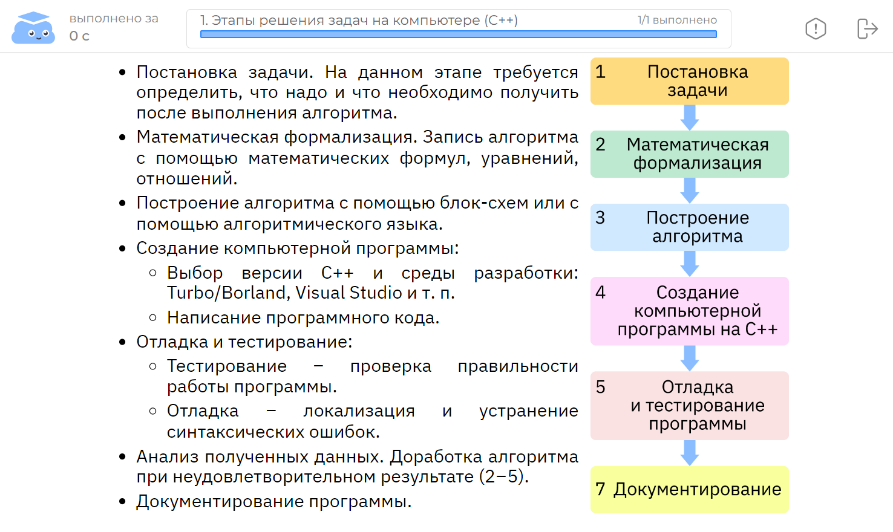 выполнено за
0 с
1. Этапы решения задач на компьютере (C++)
1/1 выполнено
• Постановка задачи. На данном этапе требуется
определить, что надо и что необходимо получить
после выполнения алгоритма.
• Математическая формализация. Запись алгоритма
с помощью математических формул, уравнений,
отношений.
• Построение алгоритма с помощью блок-схем или с
помощью алгоритмического языка.
• Создание компьютерной программы:
◦ Выбор версии C++ и среды разработки:
Turbo/Borland, Visual Studio и т. п.
◦ Написание программного кода.
• Отладка и тестирование:
◦ Тестирование – проверка правильности
работы программы.
◦ Отладка – локализация и устранение
синтаксических ошибок.
• Анализ полученных данных. Доработка алгоритма
при неудовлетворительном результате (2–5).
• Документирование программы.
1 Постановка
задачи
2 Математическая
формализация
3 Построение
алгоритма
4 Создание
компьютерной
программы на C++
5 Отладка
и тестирование
программы
7 Документирование